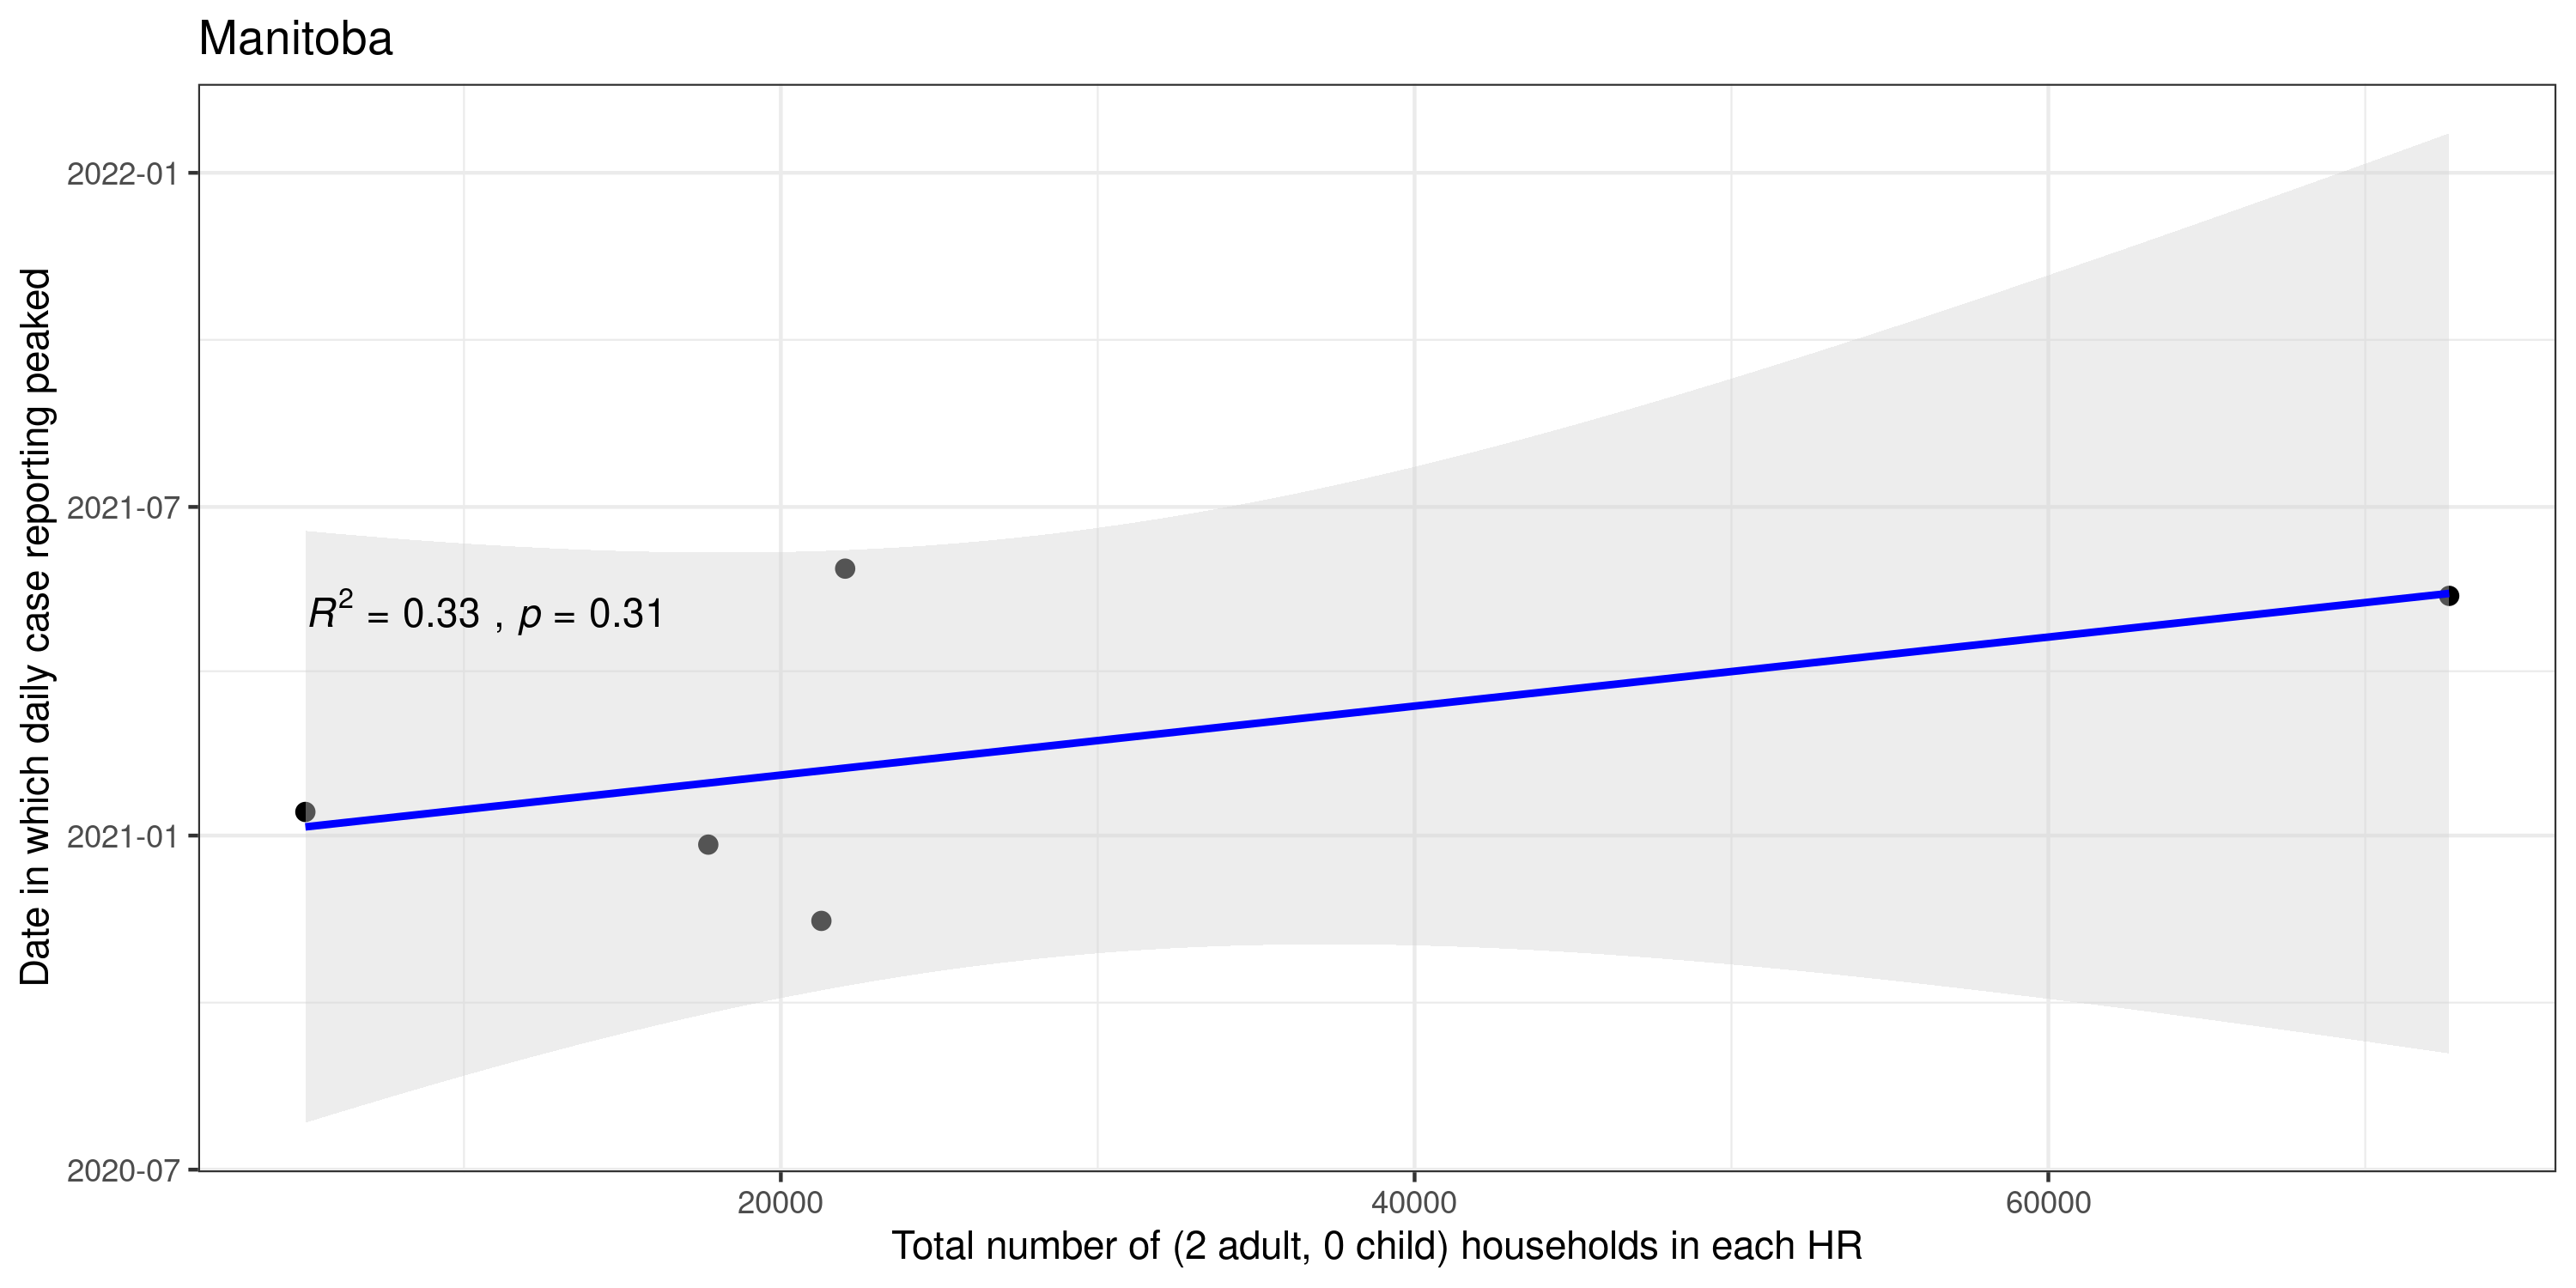 Manitoba
Date in which daily case reporting peaked
2022-01
2021-07
2021-01
2020-07
R² = 0.33 , p = 0.31
20000
40000
60000
Total number of (2 adult, 0 child) households in each HR